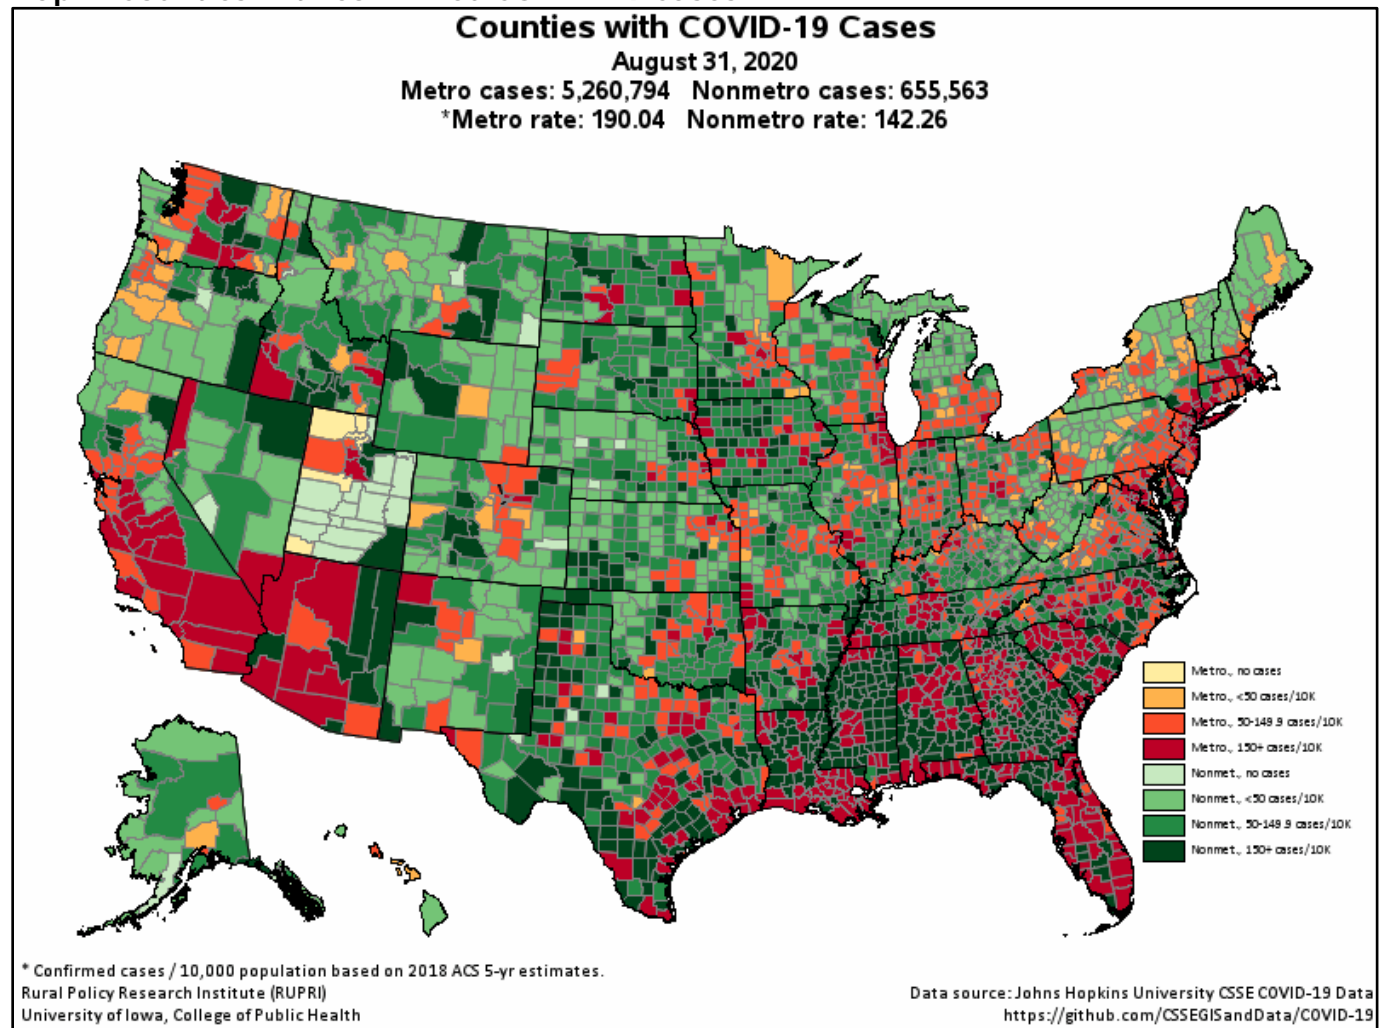 Counties with COVID-19 Cases
August 31, 2020
Metro cases: 5,260,794 Nonmetro cases: 655,563
*Metro rate: 190.04 Nonmetro rate: 142.26
Metro., no cases
Metro., <50 cases/10K
Metro., 50-149.9 cases/10K
Metro., 150+ cases/10K
Nonmet., no cases
Nonmet., <50 cases/10K
Nonmet., 50-149.9 cases/10K
Nonmet., 150+ cases/10K
* Confirmed cases / 10,000 population based on 2018 ACS 5-yr estimates.
Rural Policy Research Institute (RUPRI)
University of Iowa, College of Public Health
Data source: Johns Hopkins University CSSE COVID-19 Data
https://github.com/CSSEGISandData/COVID-19